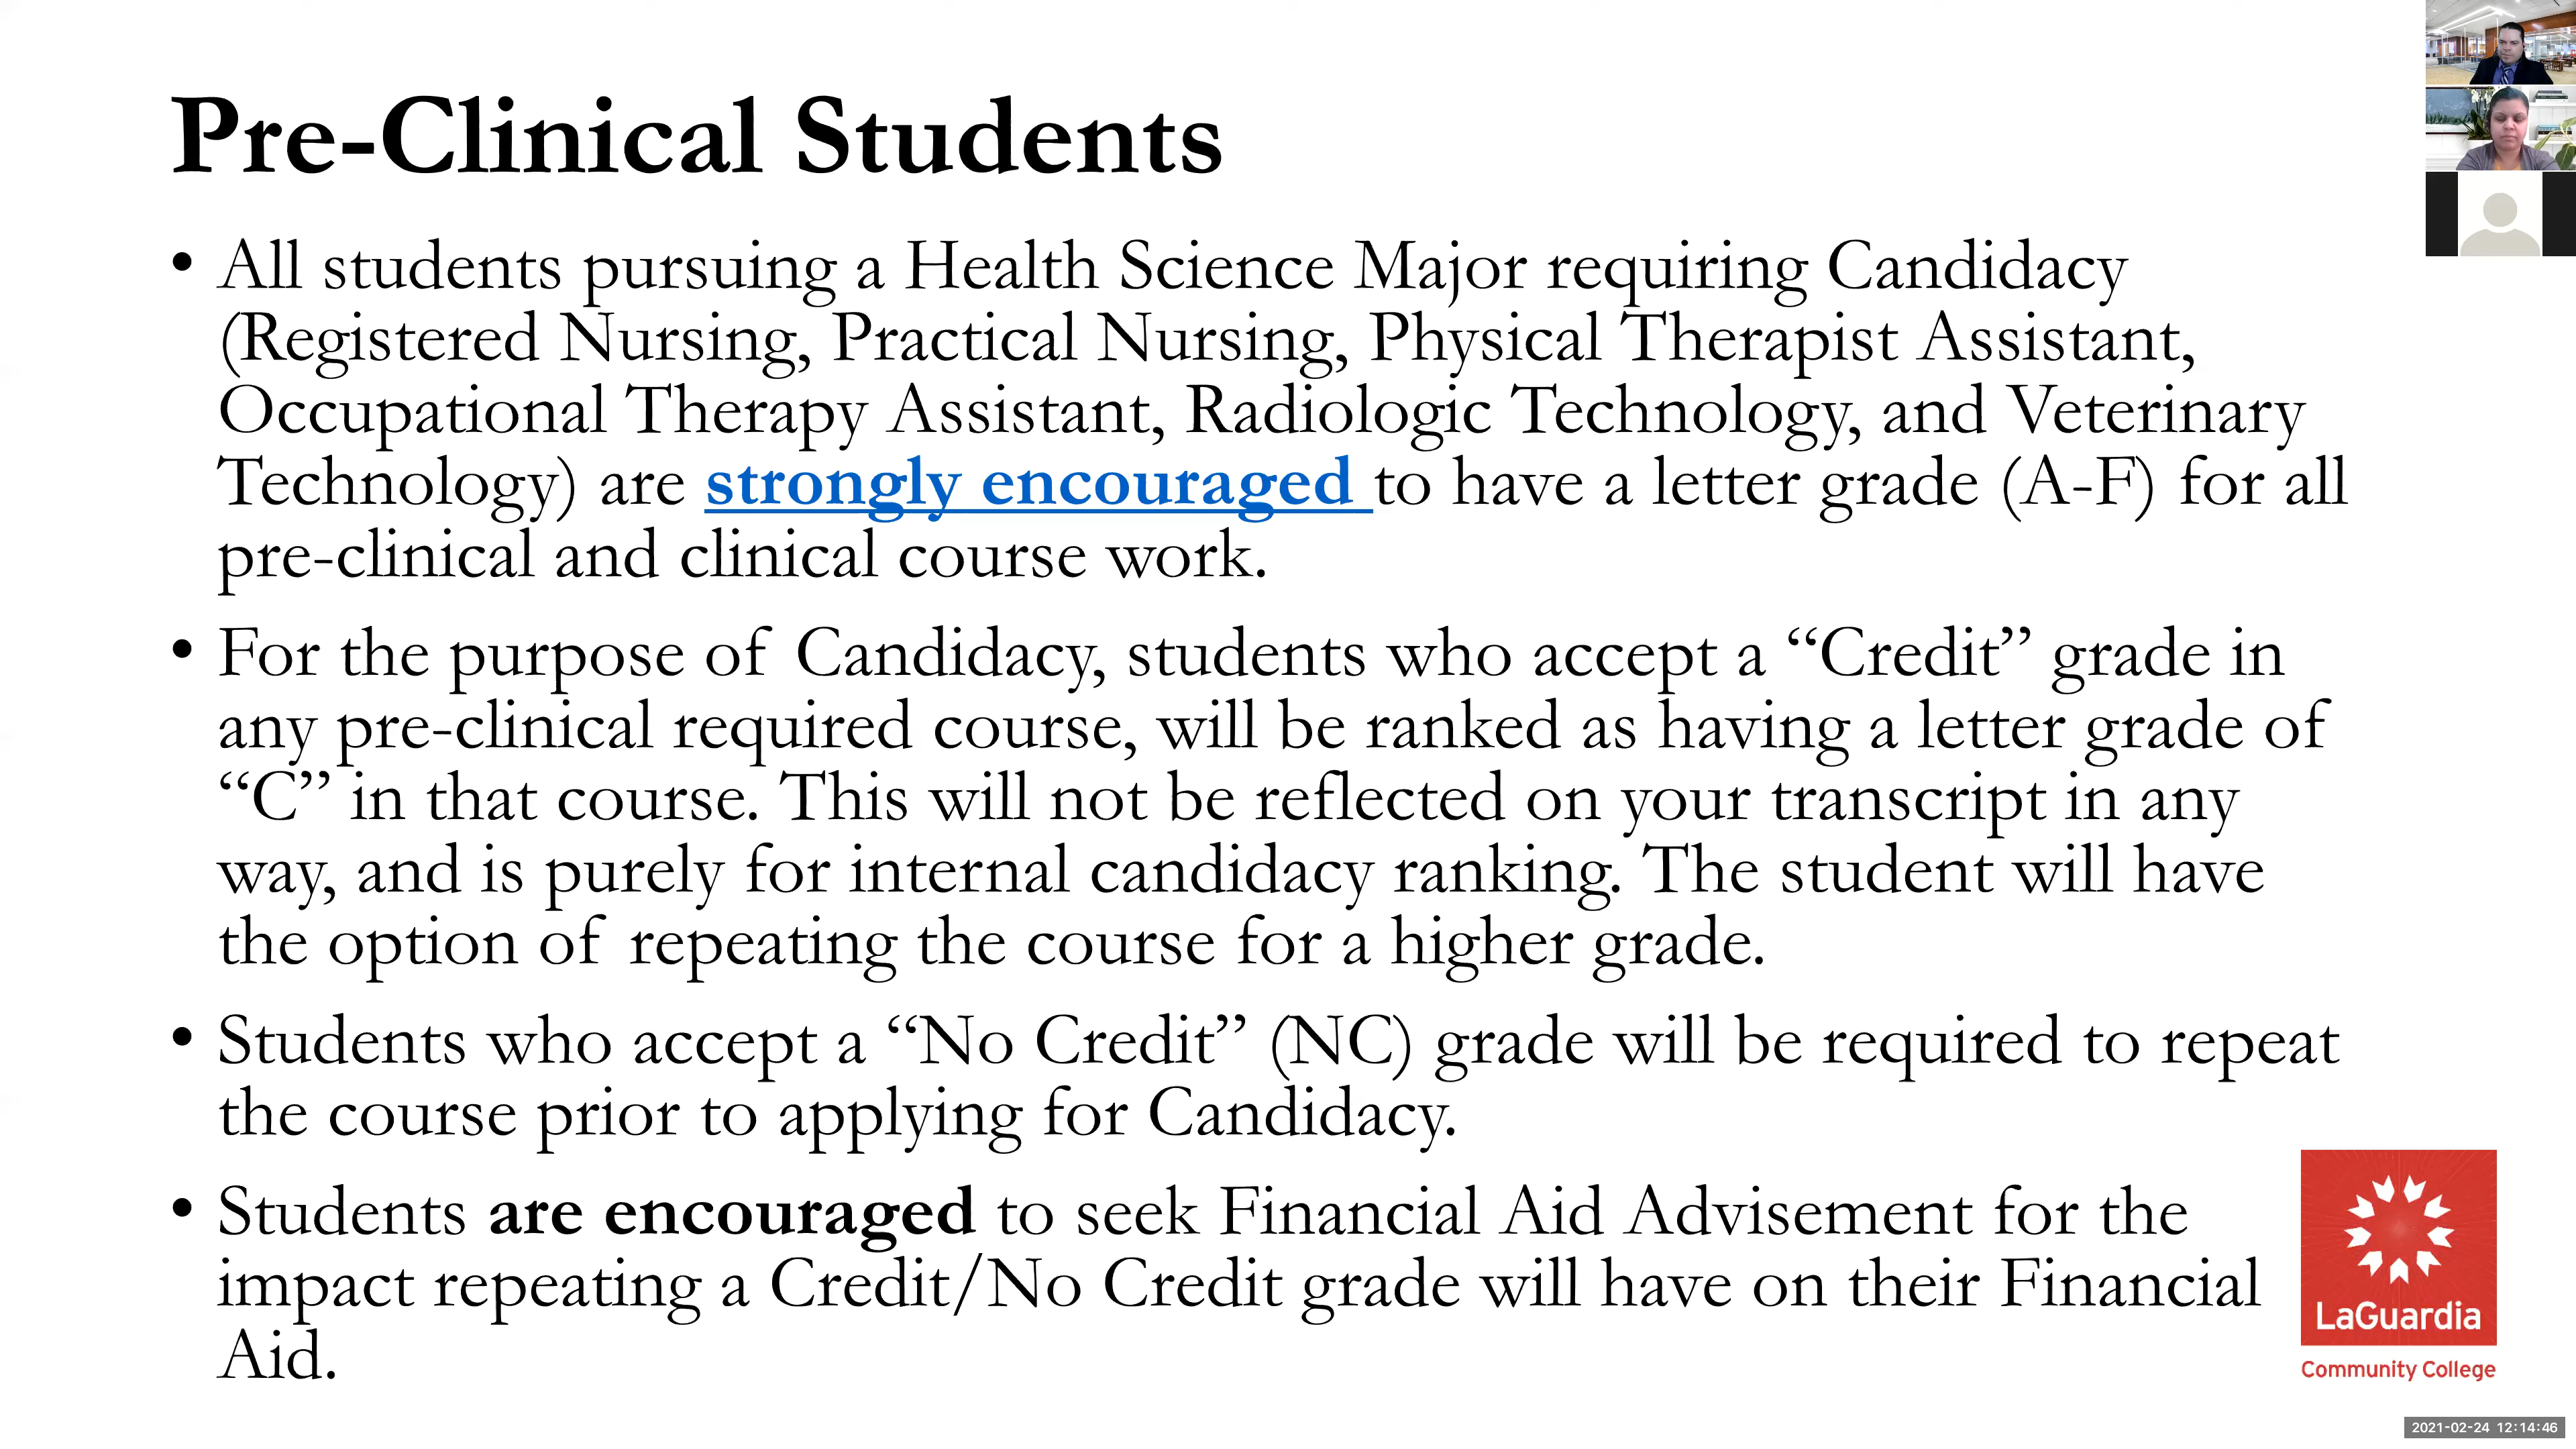 Pre-Clinical Students
• All students pursuing a Health Science Major requiring Candidacy
(Registered Nursing, Practical Nursing, Physical Therapist Assistant,
Occupational Therapy Assistant, Radiologic Technology, and Veterinary
Technology) are strongly encouraged to have a letter grade (A-F) for all
pre-clinical and clinical course work.
• For the purpose of Candidacy, students who accept a “Credit” grade in
any pre-clinical required course, will be ranked as having a letter grade of
“C” in that course. This will not be reflected on your transcript in any
way, and is purely for internal candidacy ranking. The student will have
the option of repeating the course for a higher grade.
• Students who accept a “No Credit” (NC) grade will be required to repeat
the course prior to applying for Candidacy.
• Students are encouraged to seek Financial Aid Advisement for the
impact repeating a Credit/No Credit grade will have on their Financial
Aid.
LaGuardia
Community College
2021-02-24 12:14:46